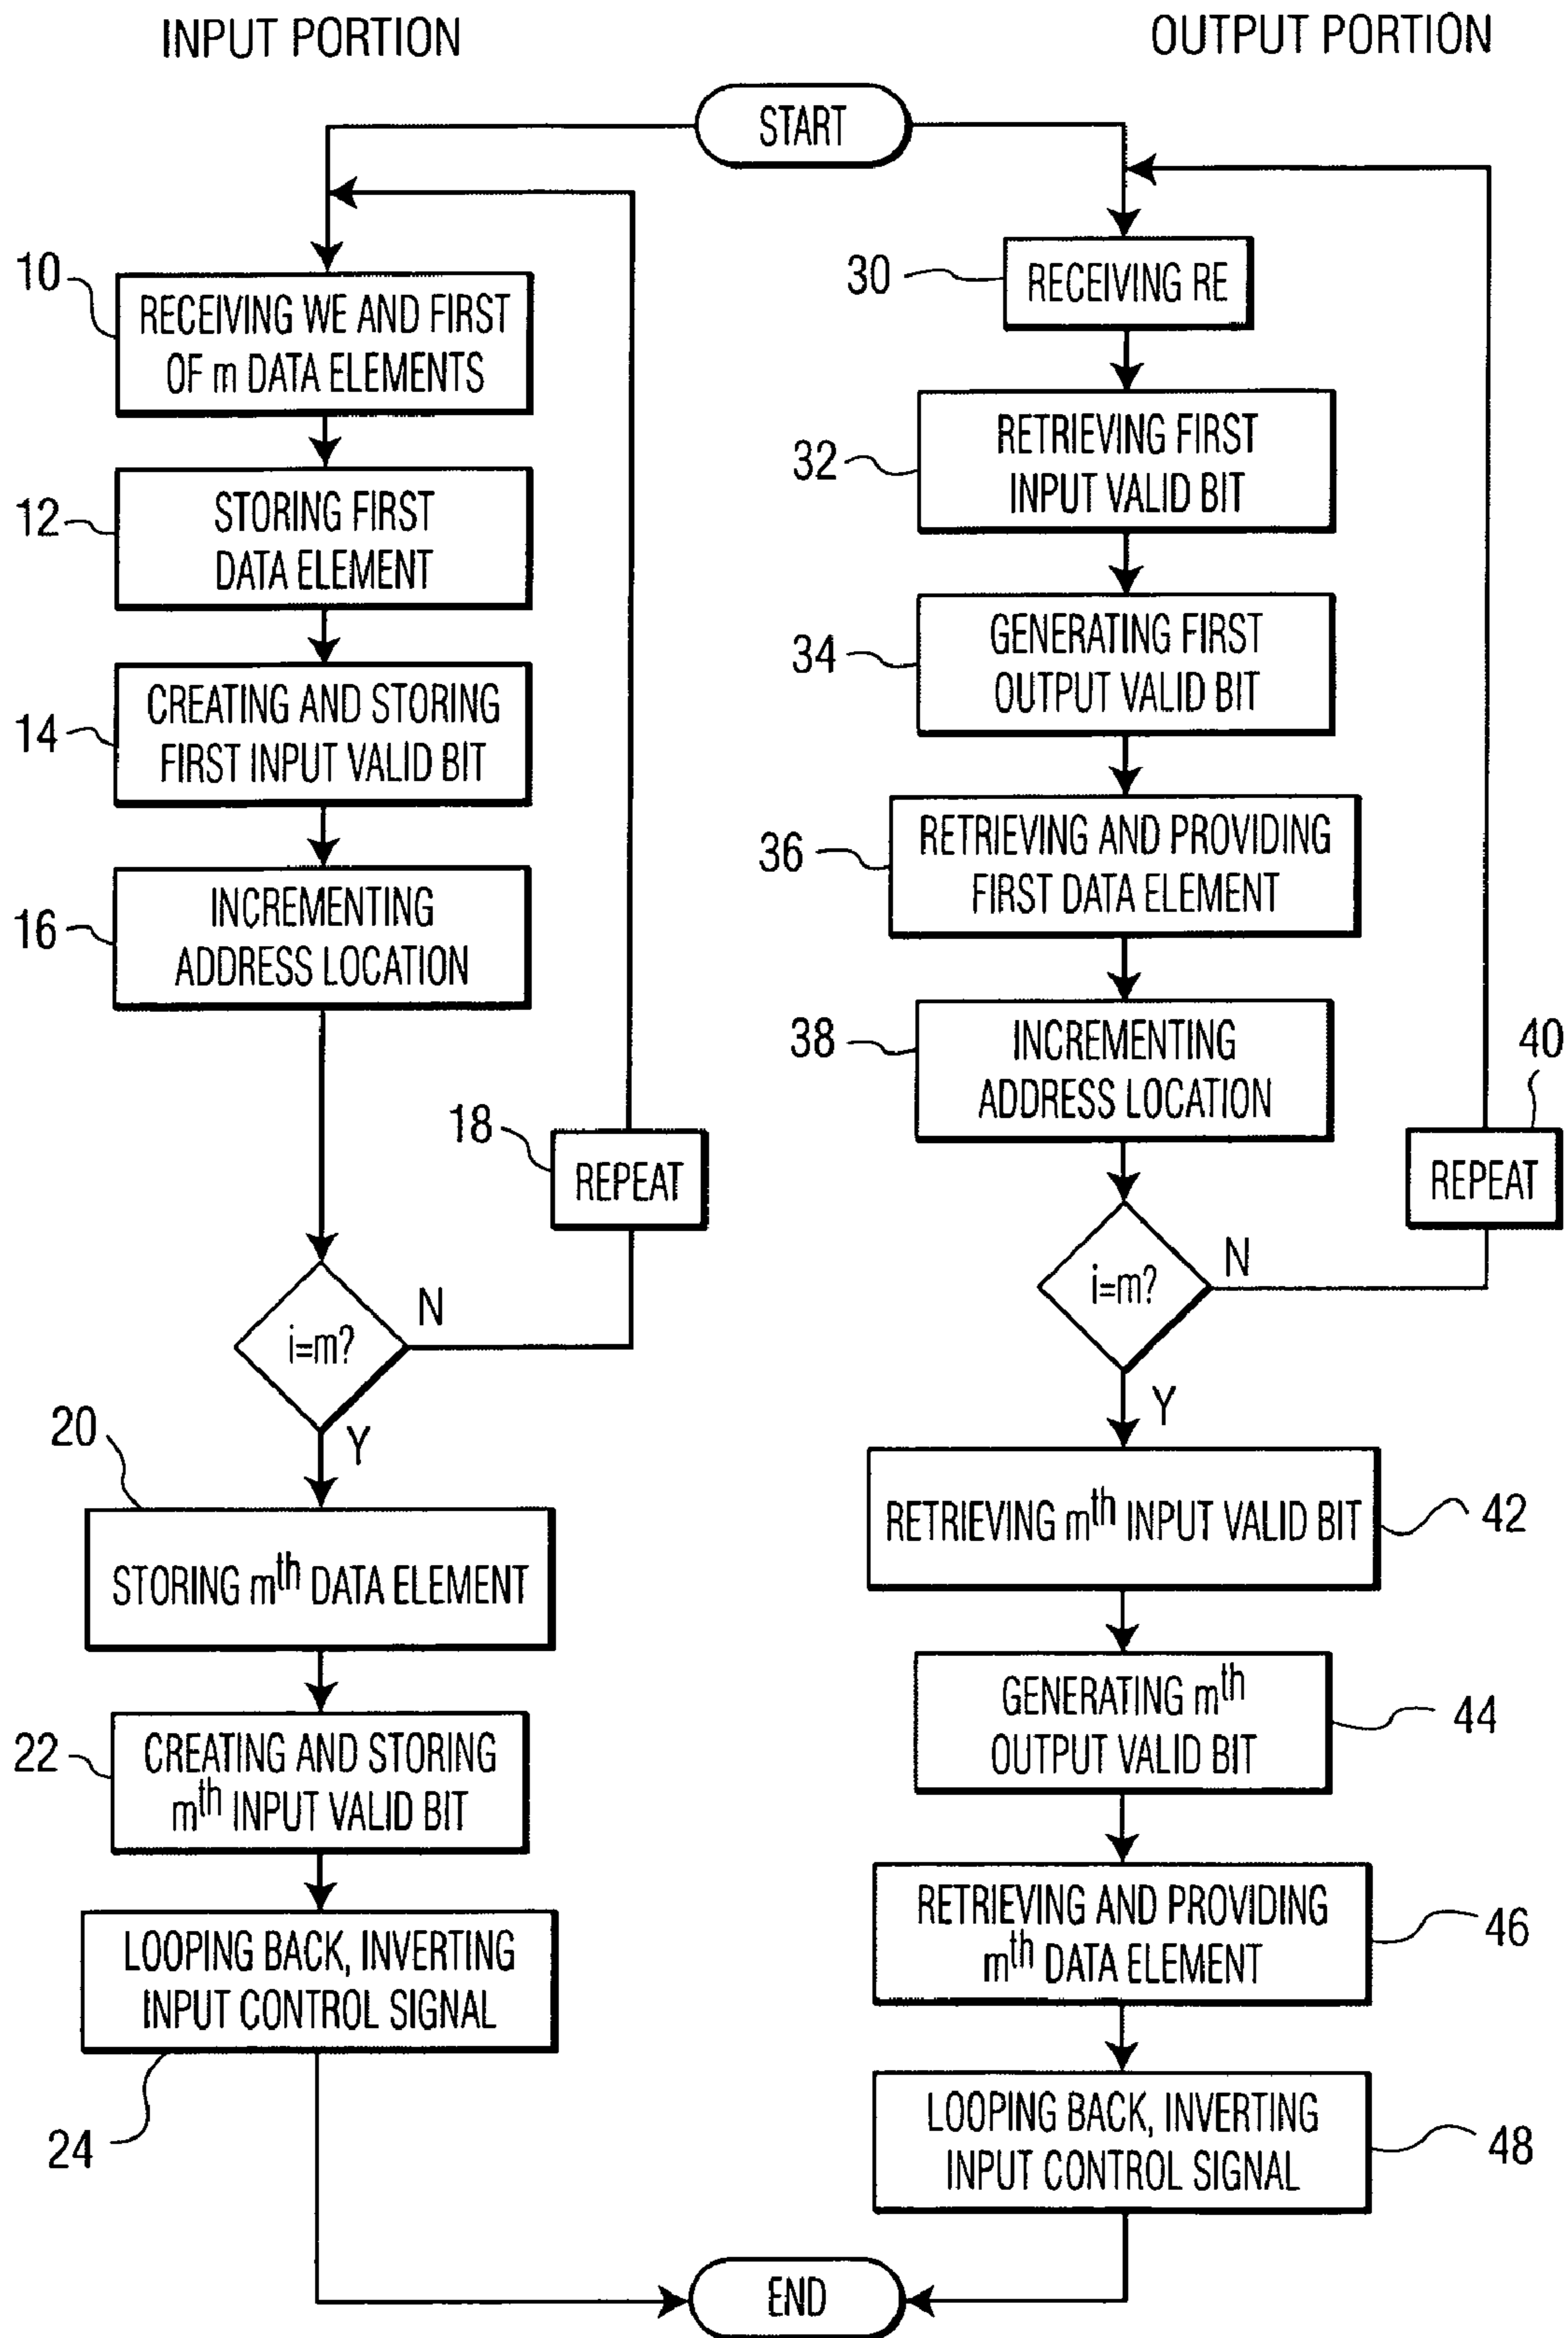 INPUT PORTION
OUTPUT PORTION
START
10
RECEIVING WE AND FIRST
OF m DATA ELEMENTS
12
STORING FIRST
DATA ELEMENT
14
CREATING AND STORING
FIRST INPUT VALID BIT
16
INCREMENTING
ADDRESS LOCATION
18
REPEAT
i=m?
N
Y
20
STORING mth DATA ELEMENT
22
CREATING AND STORING
mth INPUT VALID BIT
LOOPING BACK, INVERTING
INPUT CONTROL SIGNAL
24
30
RECEIVING RE
32
RETRIEVING FIRST
INPUT VALID BIT
34
GENERATING FIRST
OUTPUT VALID BIT
36
RETRIEVING AND PROVIDING
FIRST DATA ELEMENT
38
INCREMENTING
ADDRESS LOCATION
40
REPEAT
i=m?
N
Y
RETRIEVING mth INPUT VALID BIT
42
GENERATING mth
OUTPUT VALID BIT
44
RETRIEVING AND PROVIDING
mth DATA ELEMENT
46
LOOPING BACK, INVERTING
INPUT CONTROL SIGNAL
48
END